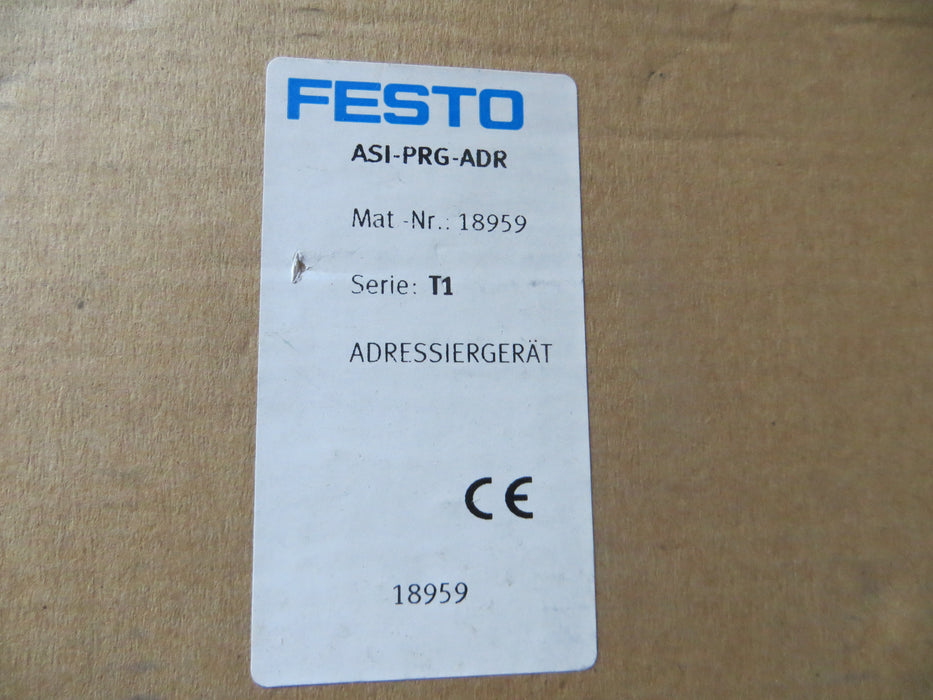 FESTO
ASI-PRG-ADR
Mat -Nr.: 18959
Serie: T1
ADRESSIERGERÄT
CE
18959